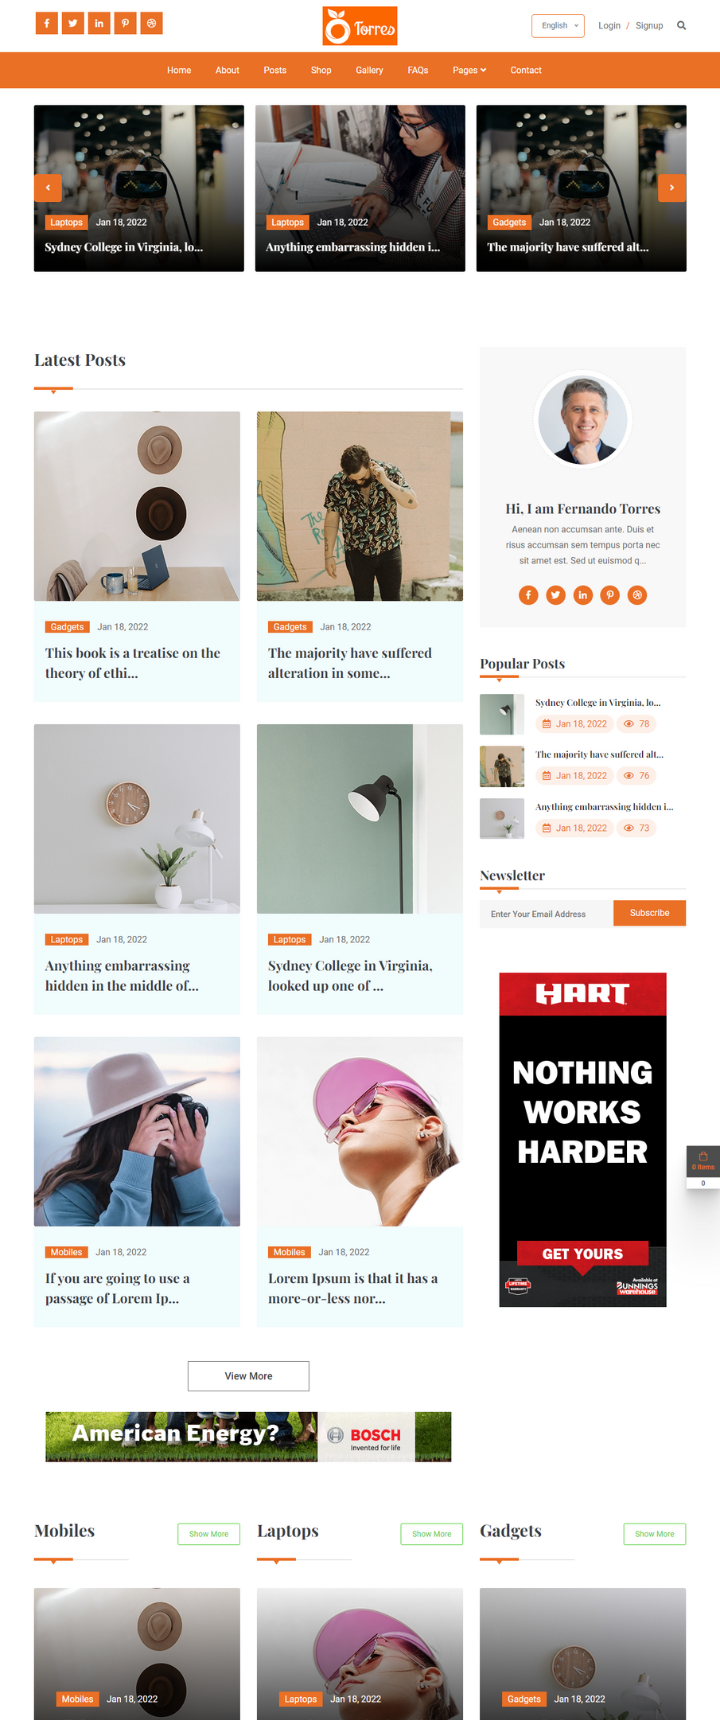 Torres
English
Login / Signup
Home About Posts Shop Gallery FAQs Pages Contact
Laptops Jan 18, 2022
Sydney College in Virginia, lo...
Laptops Jan 18, 2022
Anything embarrassing hidden i...
Gadgets Jan 18, 2022
The majority have suffered alt...
Latest Posts
Gadgets Jan 18, 2022
This book is a treatise on the
theory of ethi...
Gadgets Jan 18, 2022
The majority have suffered
alteration in some...
Laptops Jan 18, 2022
Anything embarrassing
hidden in the middle of...
Laptops Jan 18, 2022
Sydney College in Virginia,
looked up one of ...
Mobiles Jan 18, 2022
If you are going to use a
passage of Lorem Ip...
Mobiles Jan 18, 2022
Lorem Ipsum is that it has a
more-or-less nor...
View More
American Energy?
BOSCH
Invented for life
Hi, I am Fernando Torres
Aenean non accumsan ante. Duis et
risus accumsan sem tempus porta nec
sit amet est. Sed ut euismod q...
Popular Posts
Sydney College in Virginia, lo...
Jan 18, 2022 78
The majority have suffered alt...
Jan 18, 2022 76
Anything embarrassing hidden i...
Jan 18, 2022 73
Newsletter
Enter Your Email Address
Subscribe
HART
NOTHING
WORKS
HARDER
GET YOURS
LIFETIME
Available at
BUNNINGS
warehouse
0 Items
0
Mobiles
Show More
Laptops
Show More
Gadgets
Show More
Mobiles Jan 18, 2022
Laptops Jan 18, 2022
Gadgets Jan 18, 2022